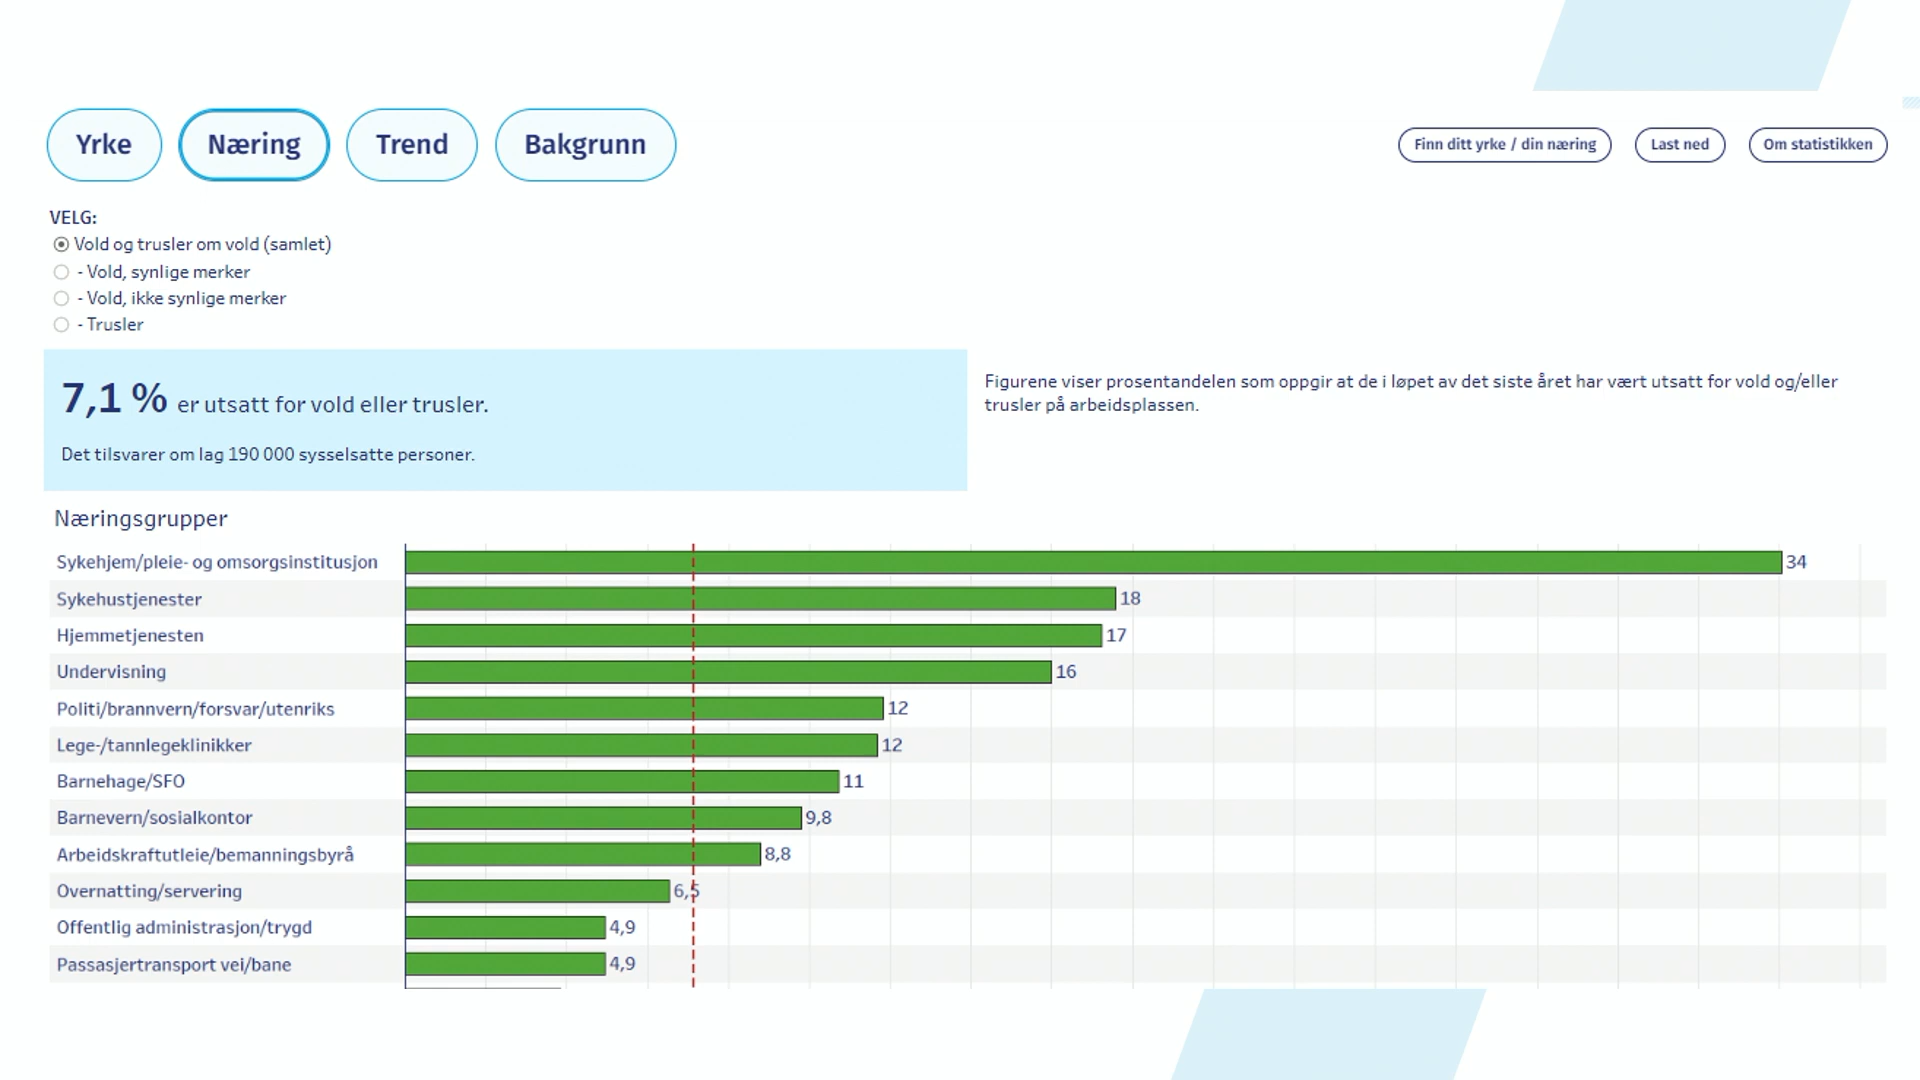 Yrke Næring Trend Bakgrunn Finn ditt yrke / din næring Last ned Om statistikken
VELG:
Vold og trusler om vold (samlet)
- Vold, synlige merker
- Vold, ikke synlige merker
- Trusler
7,1 % er utsatt for vold eller trusler.
Det tilsvarer om lag 190 000 sysselsatte personer.
Figurene viser prosentandelen som oppgir at de i løpet av det siste året har vært utsatt for vold og/eller
trusler på arbeidsplassen.
Næringsgrupper
Sykehjem/pleie- og omsorgsinstitusjon 34
Sykehustjenester 18
Hjemmetjenesten 17
Undervisning 16
Politi/brannvern/forsvar/utenriks 12
Lege-/tannlegeklinikker 12
Barnehage/SFO 11
Barnevern/sosialkontor 9,8
Arbeidskraftutleie/bemanningsbyrå 8,8
Overnatting/servering 6,5
Offentlig administrasjon/trygd 4,9
Passasjertransport vei/bane 4,9